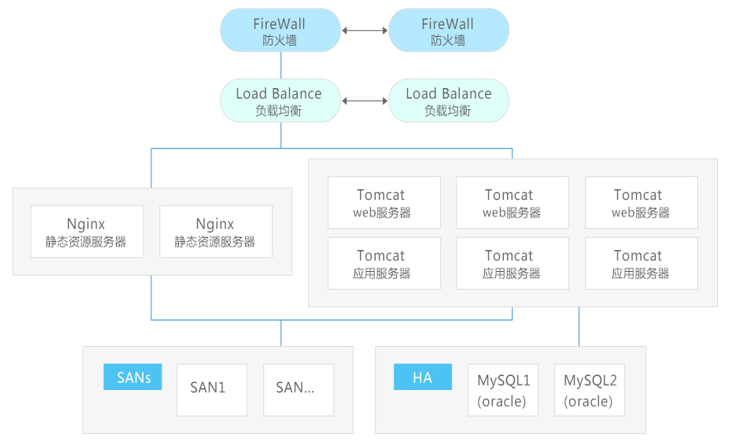 FireWall
防火墙
FireWall
防火墙
Load Balance
负载均衡
Load Balance
负载均衡
Nginx
静态资源服务器
Nginx
静态资源服务器
Tomcat
web服务器
Tomcat
web服务器
Tomcat
web服务器
Tomcat
应用服务器
Tomcat
应用服务器
Tomcat
应用服务器
SANs
SAN1
SAN...
HA
MySQL1
(oracle)
MySQL2
(oracle)